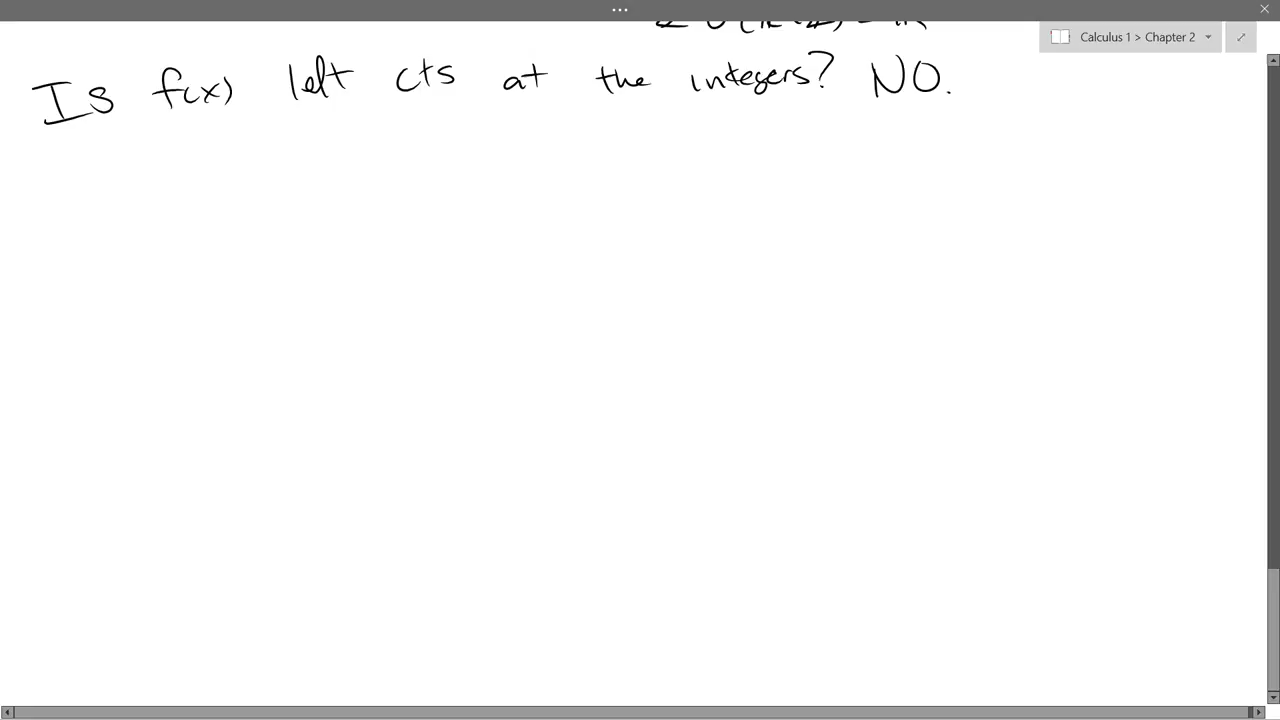 Calculus 1 > Chapter 2
Is f(x) left cts at the integers? NO.